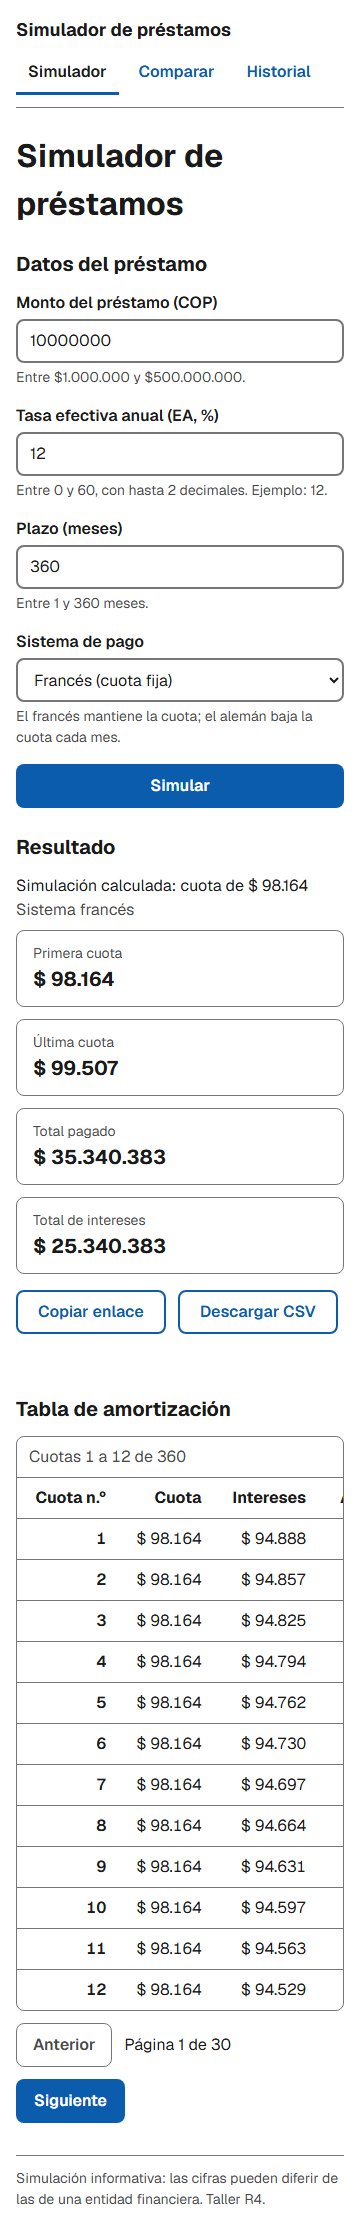 Simulador de préstamos
Simulador Comparar Historial
Simulador de
préstamos
Datos del préstamo
Monto del préstamo (COP)
10000000
Entre $1.000.000 y $500.000.000.
Tasa efectiva anual (EA, %)
12
Entre 0 y 60, con hasta 2 decimales. Ejemplo: 12.
Plazo (meses)
360
Entre 1 y 360 meses.
Sistema de pago
Francés (cuota fija)
El francés mantiene la cuota; el alemán baja la
cuota cada mes.
Simular
Resultado
Simulación calculada: cuota de $ 98.164
Sistema francés
Primera cuota
$ 98.164
Última cuota
$ 99.507
Total pagado
$ 35.340.383
Total de intereses
$ 25.340.383
Copiar enlace Descargar CSV
Tabla de amortización
Cuotas 1 a 12 de 360
Cuota n.º Cuota Intereses
1 $ 98.164 $ 94.888
2 $ 98.164 $ 94.857
3 $ 98.164 $ 94.825
4 $ 98.164 $ 94.794
5 $ 98.164 $ 94.762
6 $ 98.164 $ 94.730
7 $ 98.164 $ 94.697
8 $ 98.164 $ 94.664
9 $ 98.164 $ 94.631
10 $ 98.164 $ 94.597
11 $ 98.164 $ 94.563
12 $ 98.164 $ 94.529
Anterior Página 1 de 30
Siguiente
Simulación informativa: las cifras pueden diferir de
las de una entidad financiera. Taller R4.